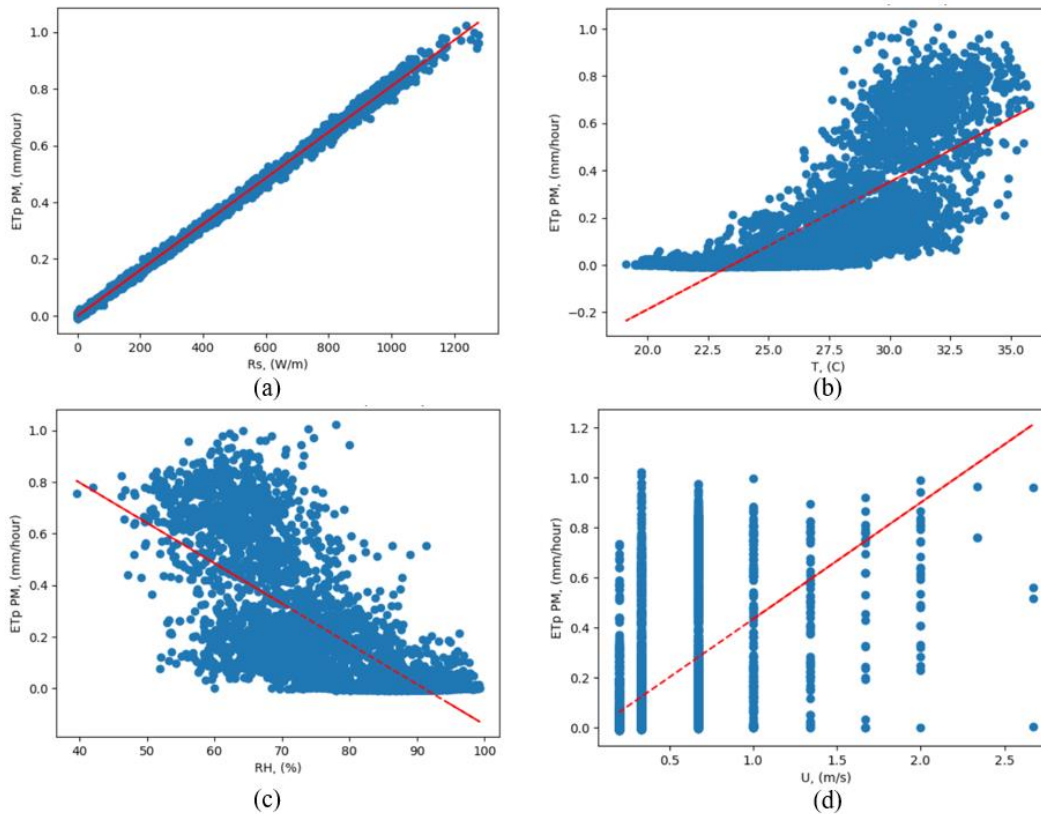 1.0
0.8
0.6
0.4
0.2
0.0
ETp PM, (mm/hour)
0 200 400 600 800 1000 1200
Rs, (W/m)
(a)
1.0
0.8
0.6
0.4
0.2
0.0
−0.2
ETp PM, (mm/hour)
20.0 22.5 25.0 27.5 30.0 32.5 35.0
T, (C)
(b)
1.0
0.8
0.6
0.4
0.2
0.0
ETp PM, (mm/hour)
40 50 60 70 80 90 100
RH, (%)
(c)
1.2
1.0
0.8
0.6
0.4
0.2
0.0
ETp PM, (mm/hour)
0.5 1.0 1.5 2.0 2.5
U, (m/s)
(d)